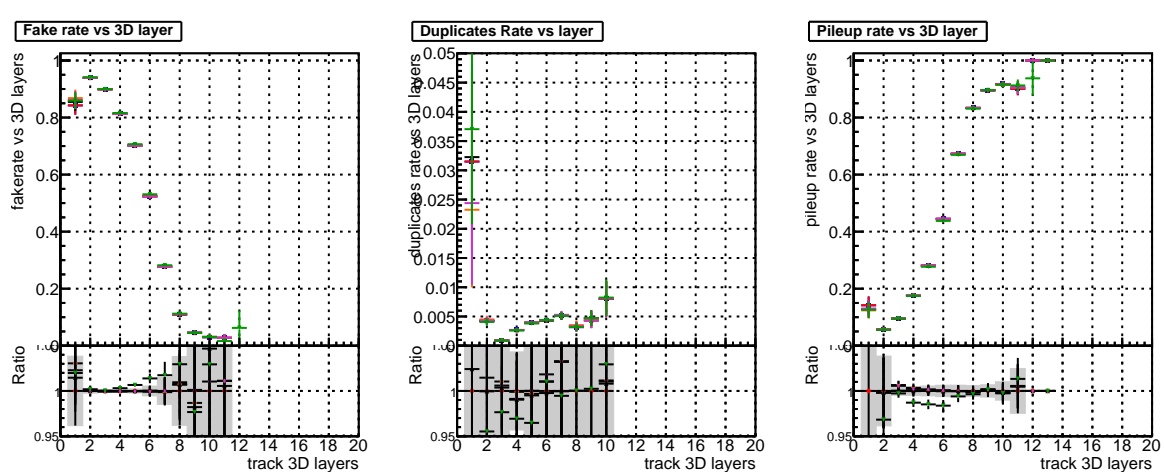 Fake rate vs 3D layer
fakerate vs 3D layers
1
0.8
0.6
0.4
0.2
0
Ratio
1
0.95
0 2 4 6 8 10 12 14 16 18 20
track 3D layers
Duplicates Rate vs layer
duplicates rate vs 3D layers
0.05
0.045
0.04
0.035
0.03
0.025
0.02
0.015
0.01
0.005
0
Ratio
1
0.95
0 2 4 6 8 10 12 14 16 18 20
track 3D layers
Pileup rate vs 3D layer
pileup rate vs 3D layers
1
0.8
0.6
0.4
0.2
0
Ratio
1
0.95
0 2 4 6 8 10 12 14 16 18 20
track 3D layers